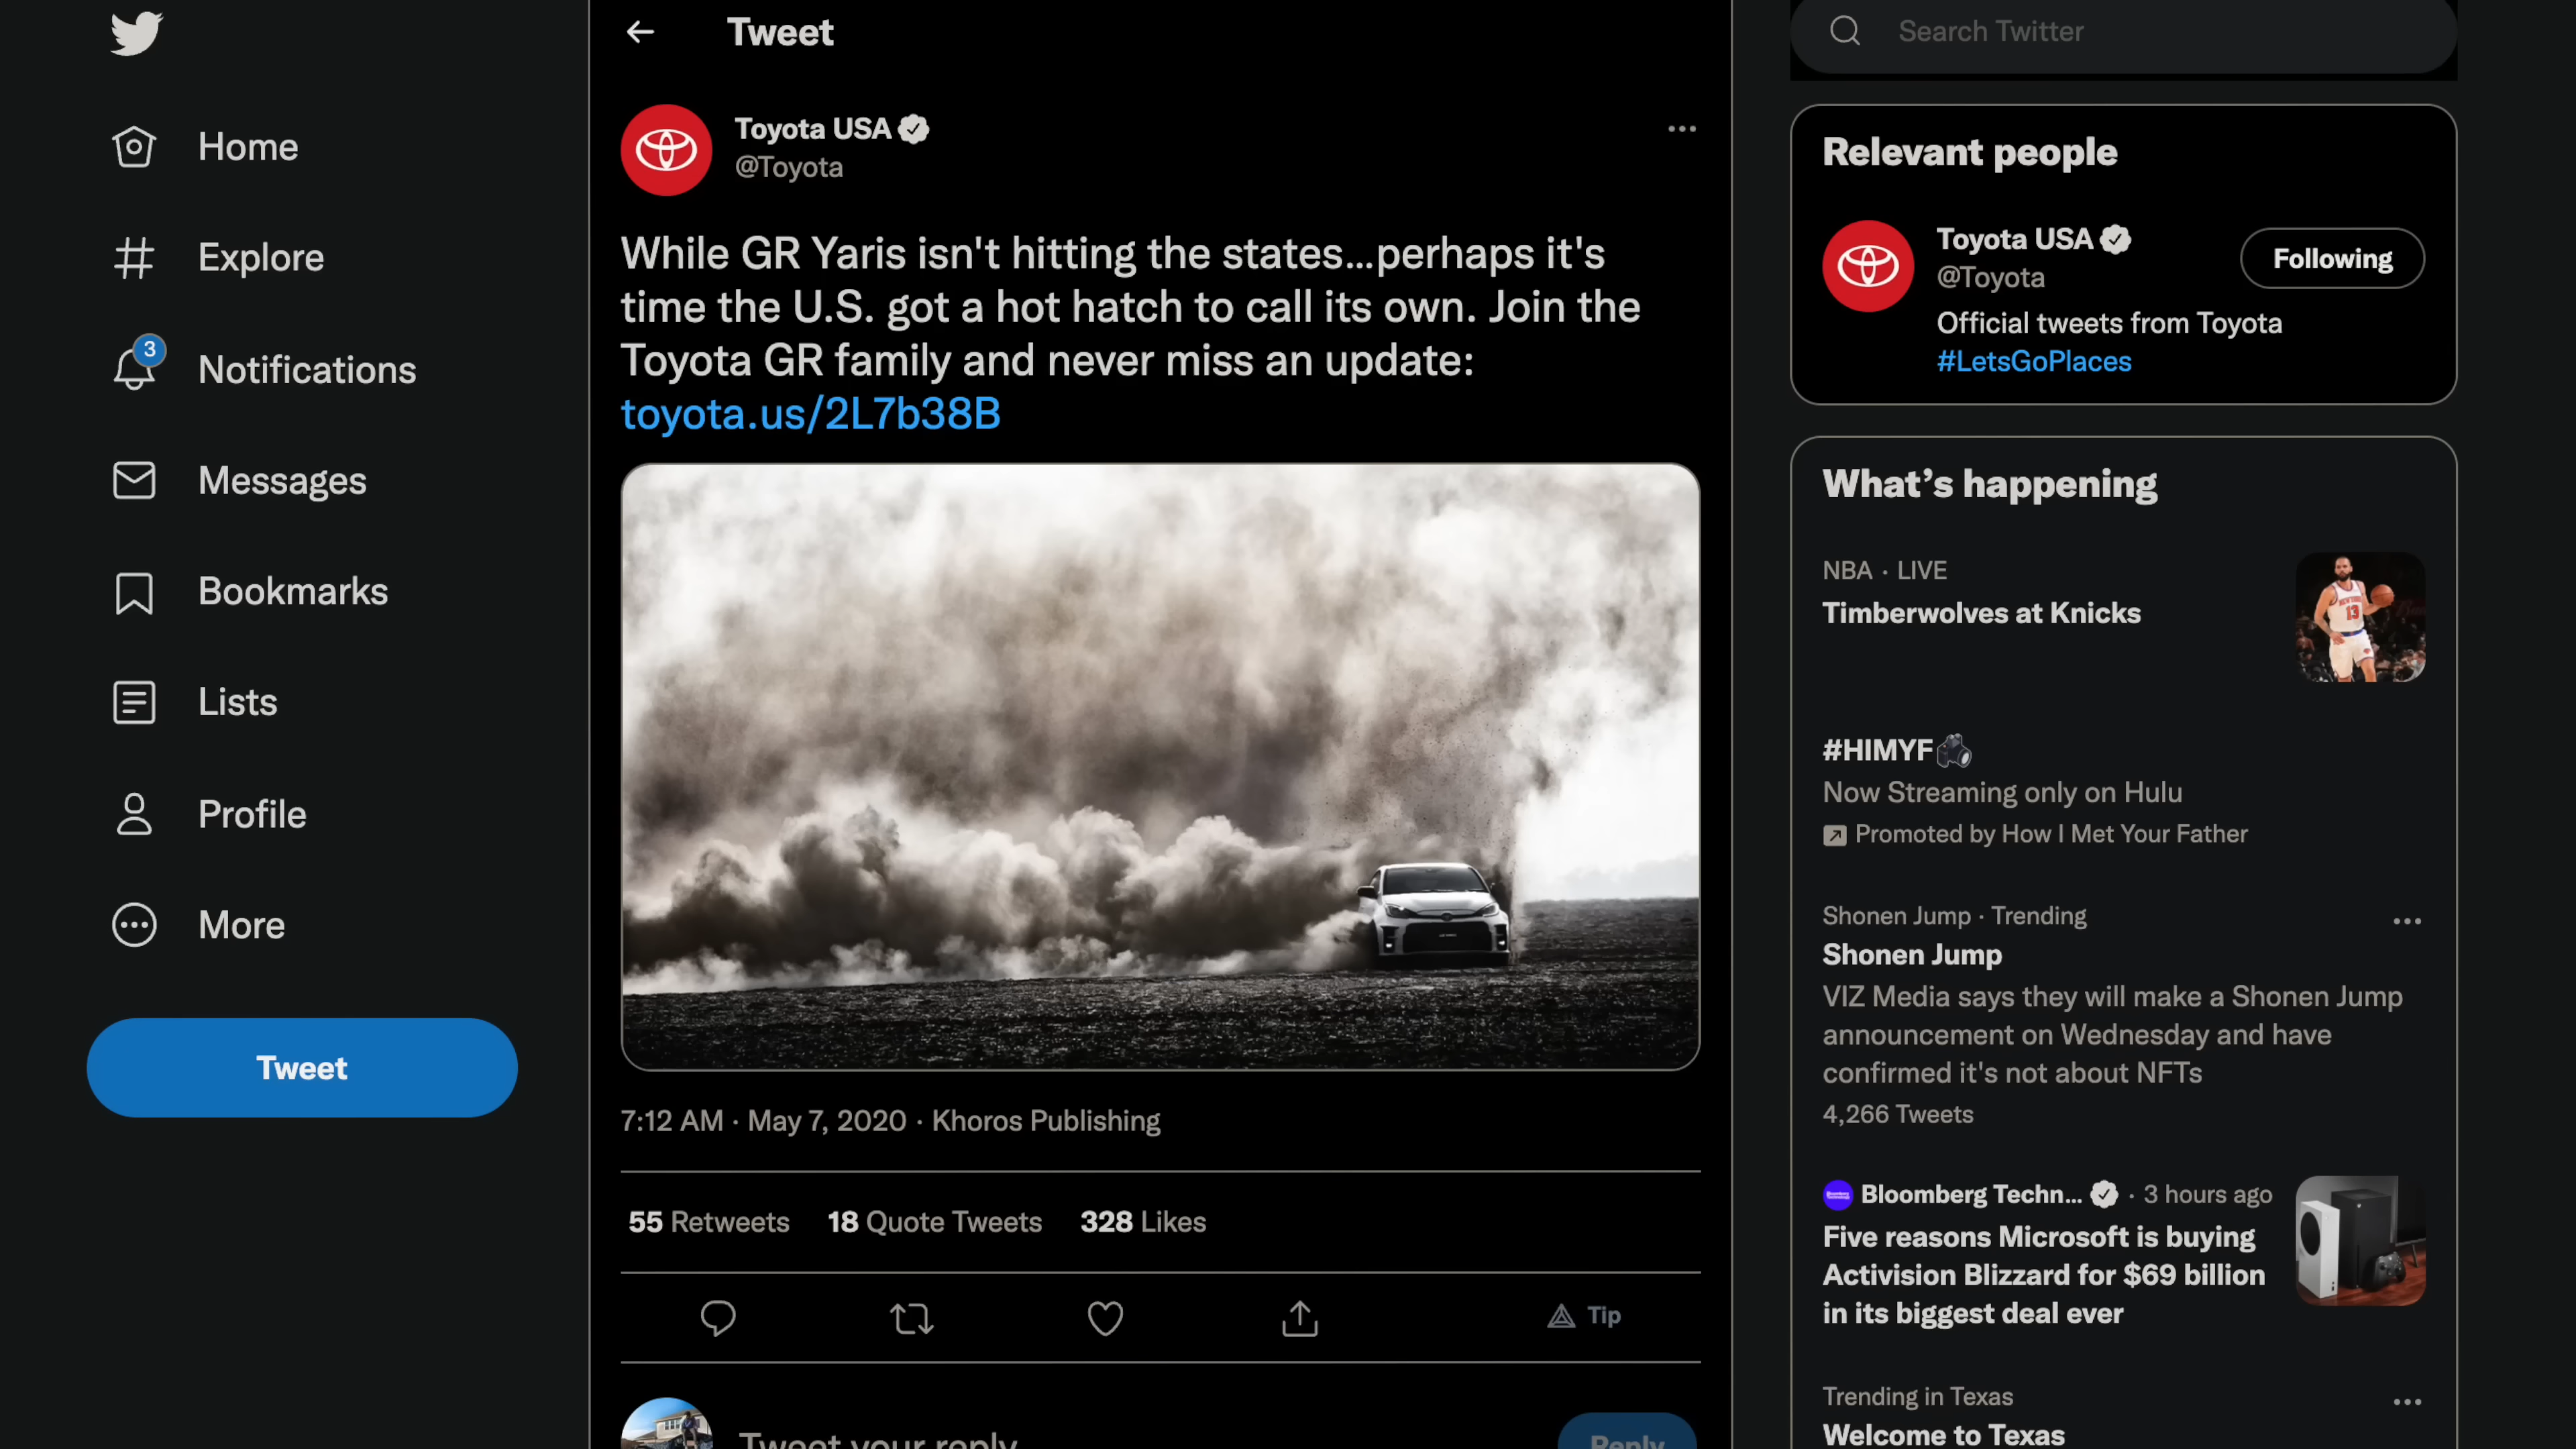 Home
Explore
3
Notifications
Messages
Bookmarks
Lists
Profile
More
Tweet
Tweet
Toyota USA
@Toyota
While GR Yaris isn't hitting the states...perhaps it's
time the U.S. got a hot hatch to call its own. Join the
Toyota GR family and never miss an update:
toyota.us/2L7b38B
7:12 AM · May 7, 2020 · Khoros Publishing
55 Retweets 18 Quote Tweets 328 Likes
Tip
Tweet your reply
Reply
Search Twitter
Relevant people
Toyota USA
@Toyota
Following
Official tweets from Toyota
#LetsGoPlaces
What’s happening
NBA · LIVE
Timberwolves at Knicks
#HIMYF
Now Streaming only on Hulu
Promoted by How I Met Your Father
Shonen Jump · Trending
Shonen Jump
VIZ Media says they will make a Shonen Jump
announcement on Wednesday and have
confirmed it's not about NFTs
4,266 Tweets
Bloomberg Techn... · 3 hours ago
Five reasons Microsoft is buying
Activision Blizzard for $69 billion
in its biggest deal ever
Trending in Texas
Welcome to Texas